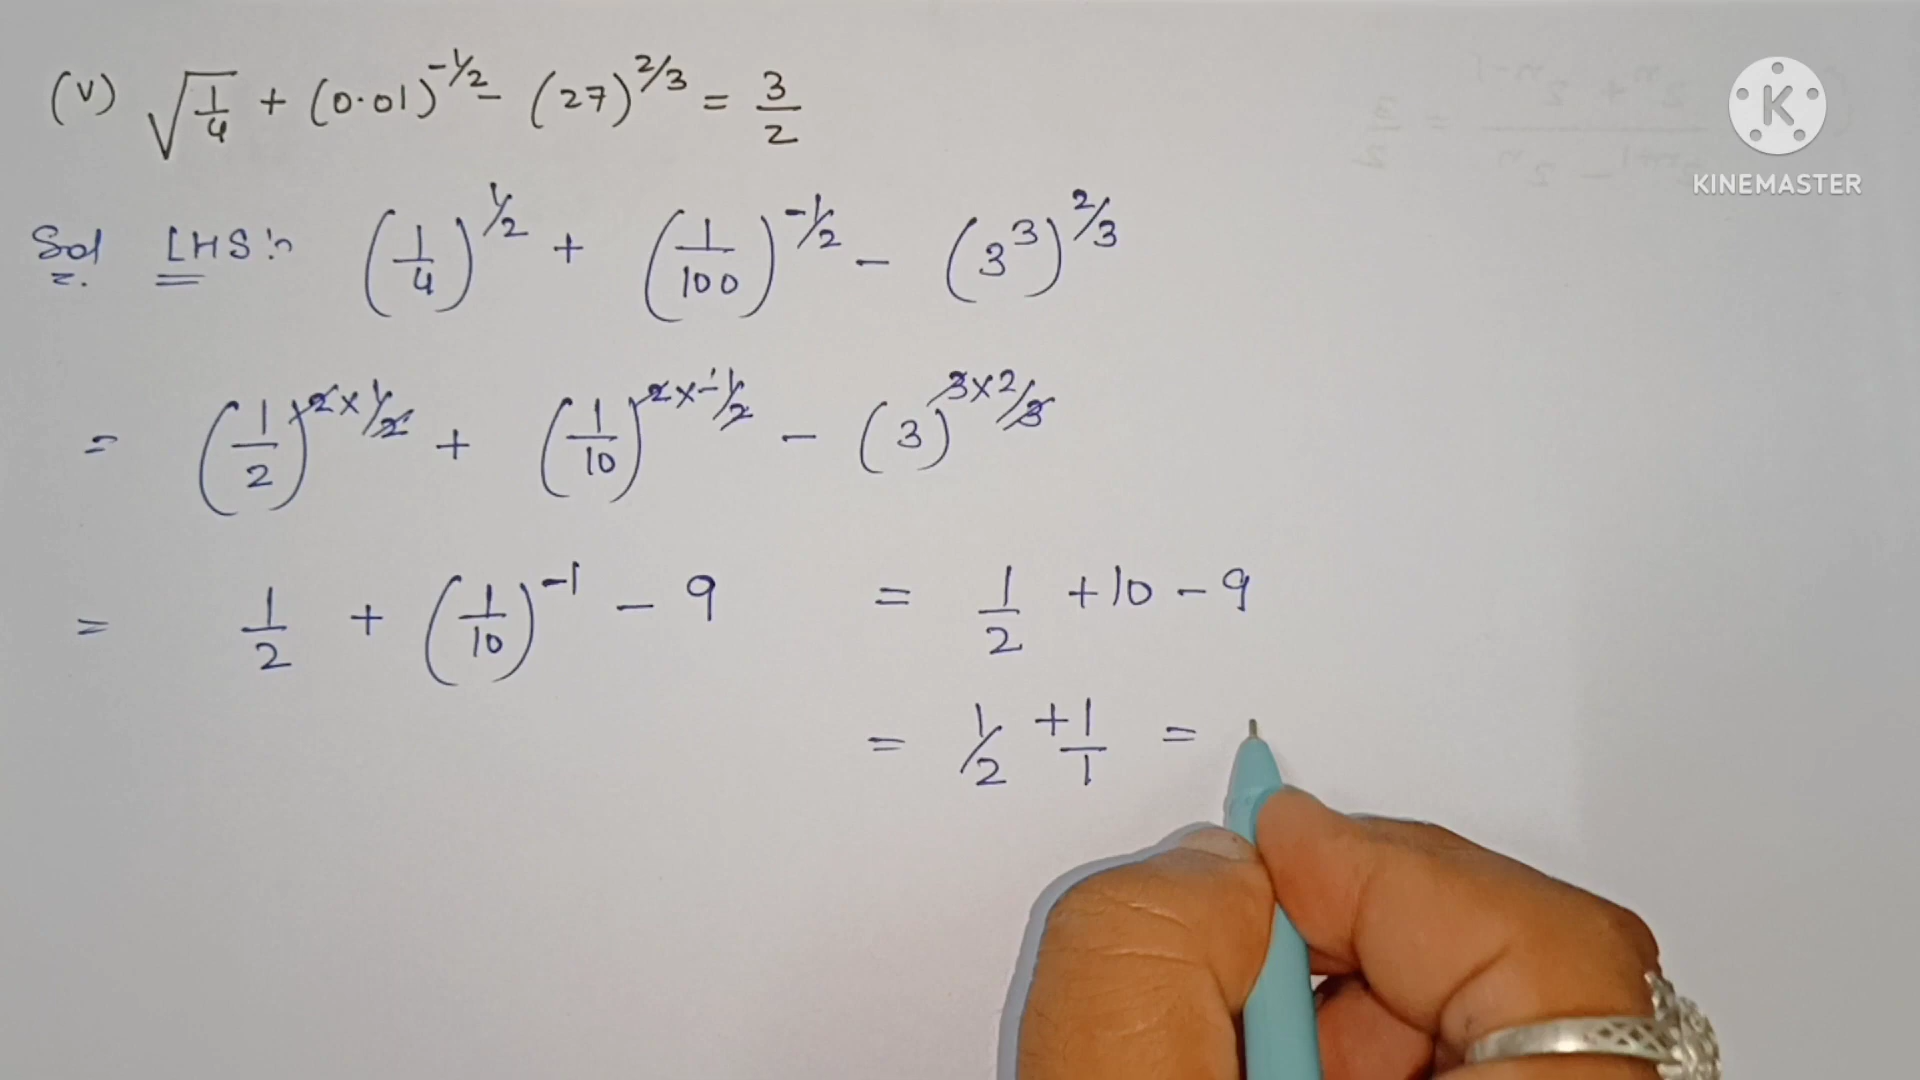 (v) √1/4 + (0.01)^-1/2 - (27)^2/3 = 3/2
K
KINEMASTER
Sol LHS:- (1/4)^1/2 + (1/100)^-1/2 - (3^3)^2/3
= (1/2)^2×1/2 + (1/10)^2×-1/2 - (3)^3×2/3
= 1/2 + (1/10)^-1 - 9 = 1/2 + 10 - 9
= 1/2 + 1/1 =